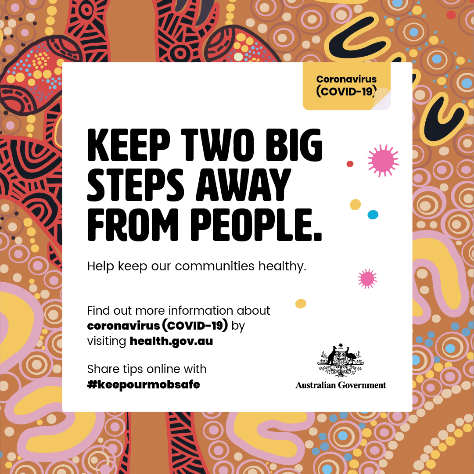 Coronavirus
(COVID-19)
KEEP TWO BIG
STEPS AWAY
FROM PEOPLE.
Help keep our communities healthy.
Find out more information about
coronavirus (COVID-19) by
visiting health.gov.au
Share tips online with
#keepourmobsafe
Australian Government